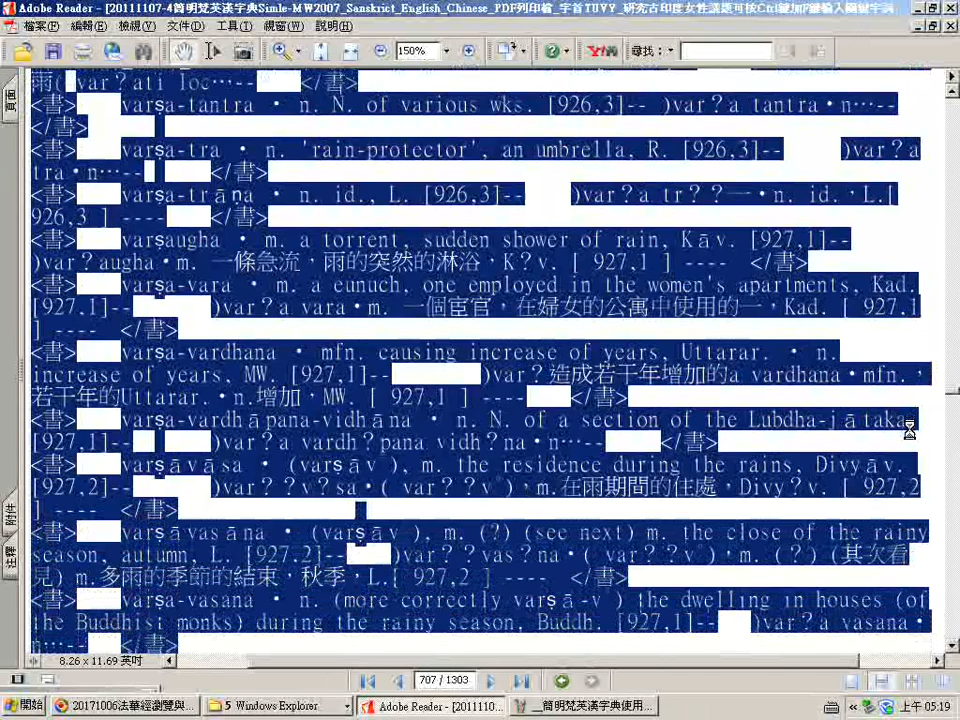 Adobe Reader - [20111107-4簡明梵英漢字典Simle-MW2007_Sanskrict_English_Chinese_PDF列印檔_字首TUVY_研究古印度女性議題可按Ctrl鍵加F鍵輸入關鍵字詞
檔案(F) 編輯(E) 檢視(V) 文件(D) 工具(T) 視窗(W) 說明(H)
150% 尋找:
頁面
附件
註釋
雨( var?ati loc…-- </書>
<書> varṣa-tantra • n. N. of various wks. [926,3]-- )var?a tantra•n…--
</書>
<書> varṣa-tra • n. 'rain-protector', an umbrella, R. [926,3]-- )var?a
tra•n…-- </書>
<書> varṣa-trāṇa • n. id., L. [926,3]-- )var?a tr??一•n. id.,L.[
926,3 ] ---- </書>
<書> varṣaugha • m. a torrent, sudden shower of rain, Kāv. [927,1]--
)var?augha•m. 一條急流,雨的突然的淋浴,K?v. [ 927,1 ] ---- </書>
<書> varṣa-vara • m. a eunuch, one employed in the women's apartments, Kad.
[927,1]-- )var?a vara•m. 一個宦官,在婦女的公寓中使用的一,Kad. [ 927,1
] ---- </書>
<書> varṣa-vardhana • mfn. causing increase of years, Uttarar. • n.
increase of years, MW. [927,1]-- )var?造成若干年增加的a vardhana•mfn.,
若干年的Uttarar.•n.增加,MW. [ 927,1 ] ---- </書>
<書> varṣa-vardhāpana-vidhāna • n. N. of a section of the Lubdha-jātaka.
[927,1]-- )var?a vardh?pana vidh?na•n…-- </書>
<書> varṣāvāsa • (varṣāv ), m. the residence during the rains, Divyāv.
[927,2]-- )var??v?sa•( var??v ),m.在雨期間的住處,Divy?v. [ 927,2
] ---- </書>
<書> varṣāvasāna • (varṣāv ), m. (?) (see next) m. the close of the rainy
season, autumn, L. [927,2]-- )var??vas?na•( var??v ),m. (?) (其次看
見) m.多雨的季節的結束,秋季,L.[ 927,2 ] ---- </書>
<書> varṣa-vasana • n. (more correctly varṣā-v ) the dwelling in houses (of
the Buddhist monks) during the rainy season, Buddh. [927,1]-- )var?a vasana•
n…-- </書>
8.26 x 11.69 英吋
707 / 1303
開始 20171006法華經瀏覽與... 5 Windows Explorer Adobe Reader - [2011110... __簡明梵英漢字典使用... 上午 05:19